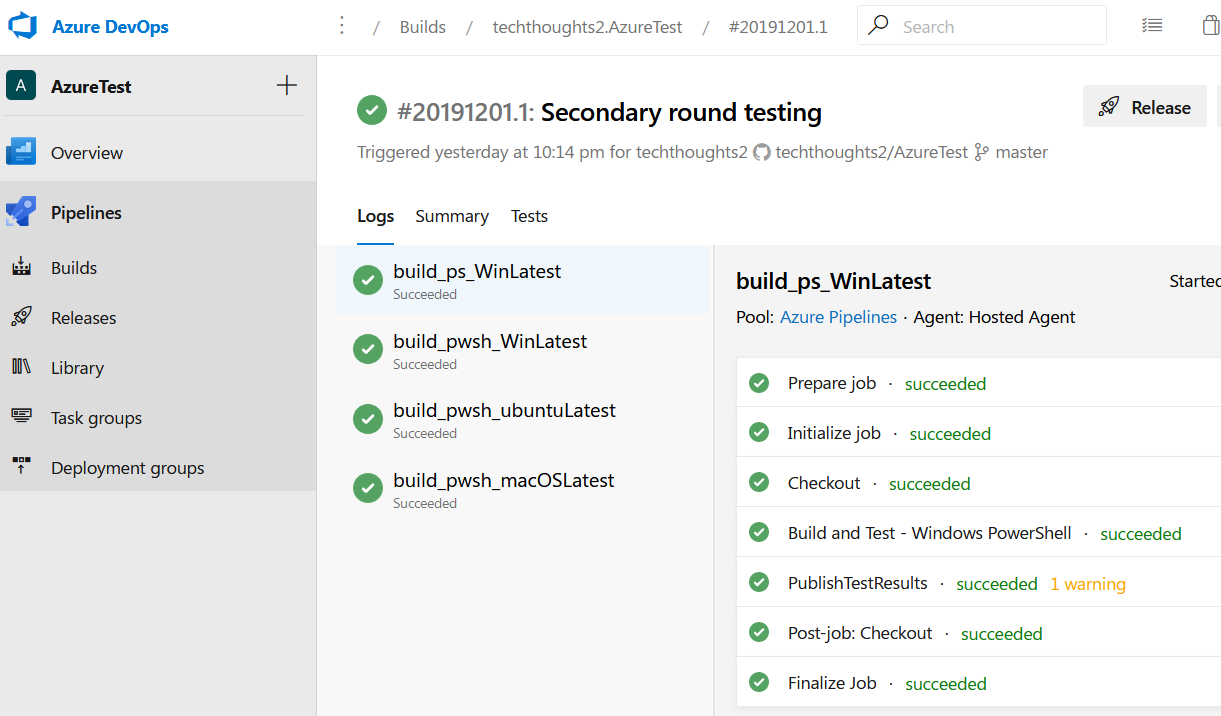 Azure DevOps
/ Builds / techthoughts2.AzureTest / #20191201.1
Search
A AzureTest
Overview
Pipelines
Builds
Releases
Library
Task groups
Deployment groups
#20191201.1: Secondary round testing
Release
Triggered yesterday at 10:14 pm for techthoughts2 techthoughts2/AzureTest master
Logs Summary Tests
build_ps_WinLatest
Succeeded
build_pwsh_WinLatest
Succeeded
build_pwsh_ubuntuLatest
Succeeded
build_pwsh_macOSLatest
Succeeded
build_ps_WinLatest Started
Pool: Azure Pipelines · Agent: Hosted Agent
Prepare job · succeeded
Initialize job · succeeded
Checkout · succeeded
Build and Test - Windows PowerShell · succeeded
PublishTestResults · succeeded 1 warning
Post-job: Checkout · succeeded
Finalize Job · succeeded